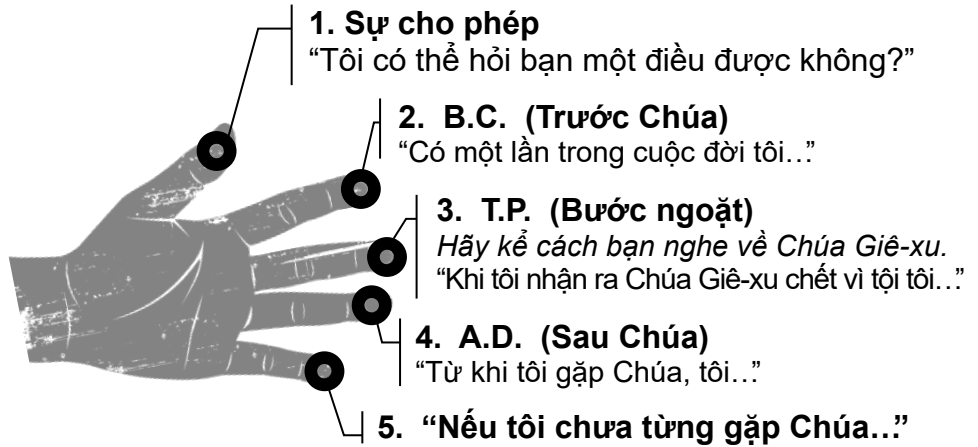 1. Sự cho phép
“Tôi có thể hỏi bạn một điều được không?”
2. B.C. (Trước Chúa)
“Có một lần trong cuộc đời tôi…”
3. T.P. (Bước ngoặt)
Hãy kể cách bạn nghe về Chúa Giê-xu.
“Khi tôi nhận ra Chúa Giê-xu chết vì tội tôi…”
4. A.D. (Sau Chúa)
“Từ khi tôi gặp Chúa, tôi…”
5. “Nếu tôi chưa từng gặp Chúa…”